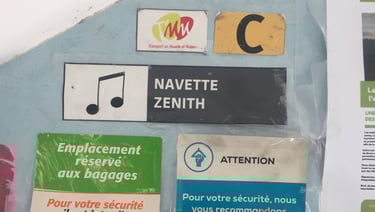 TMM
Transport en Moselle et Madon
C
NAVETTE
ZENITH
Emplacement
réservé
aux bagages
Pour votre sécurité
ATTENTION
Pour votre sécurité, nous
vous recommandons